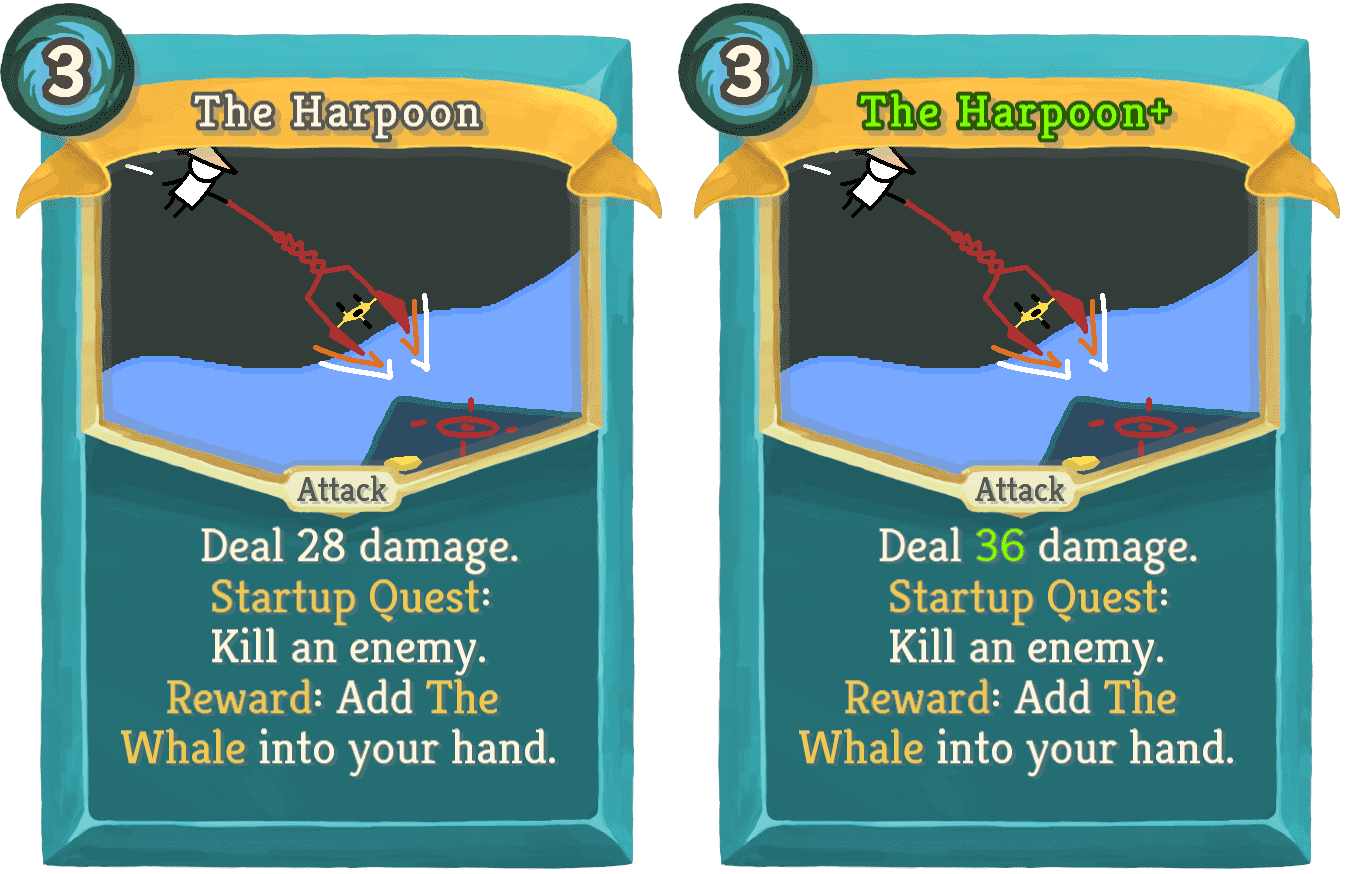 3
The Harpoon
Attack
Deal 28 damage.
Startup Quest:
Kill an enemy.
Reward: Add The
Whale into your hand.
3
The Harpoon+
Attack
Deal 36 damage.
Startup Quest:
Kill an enemy.
Reward: Add The
Whale into your hand.